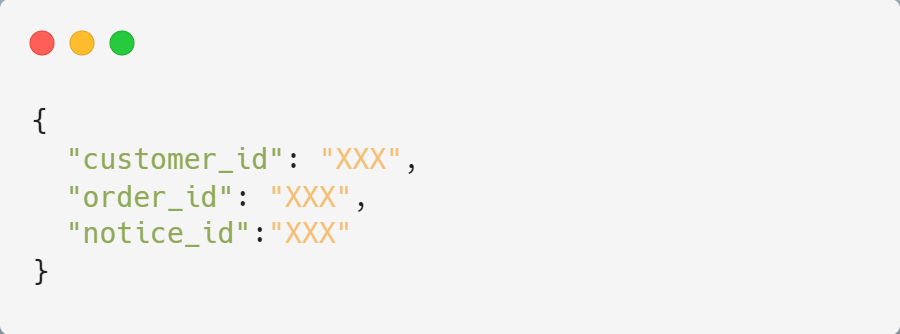 {
"customer_id": "XXX",
"order_id": "XXX",
"notice_id":"XXX"
}